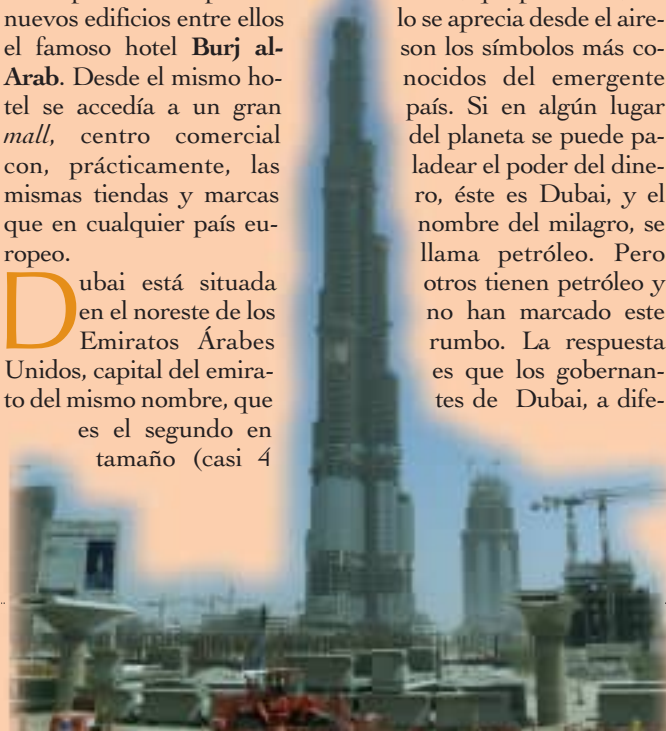 nuevos edificios entre ellos
el famoso hotel Burj al-
Arab. Desde el mismo ho-
tel se accedía a un gran
mall, centro comercial
con, prácticamente, las
mismas tiendas y marcas
que en cualquier país eu-
ropeo.
Dubai está situada
en el noreste de los
Emiratos Árabes
Unidos, capital del emira-
to del mismo nombre, que
es el segundo en
tamaño (casi 4
lo se aprecia desde el aire-
son los símbolos más co-
nocidos del emergente
país. Si en algún lugar
del planeta se puede pa-
ladear el poder del dine-
ro, éste es Dubai, y el
nombre del milagro, se
llama petróleo. Pero
otros tienen petróleo y
no han marcado este
rumbo. La respuesta
es que los gobernan-
tes de Dubai, a dife-